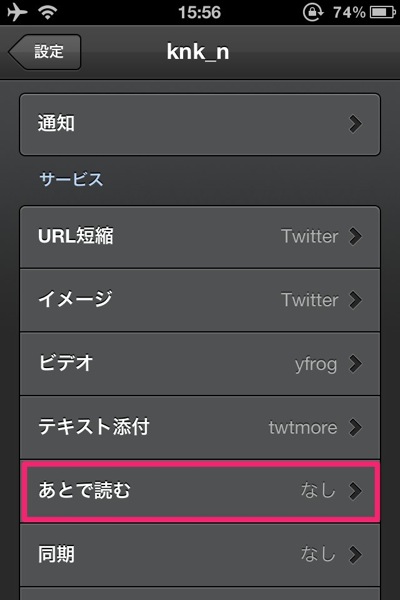 15:56 74%
設定 knk_n
通知
サービス
URL短縮 Twitter
イメージ Twitter
ビデオ yfrog
テキスト添付 twtmore
あとで読む なし
同期 なし